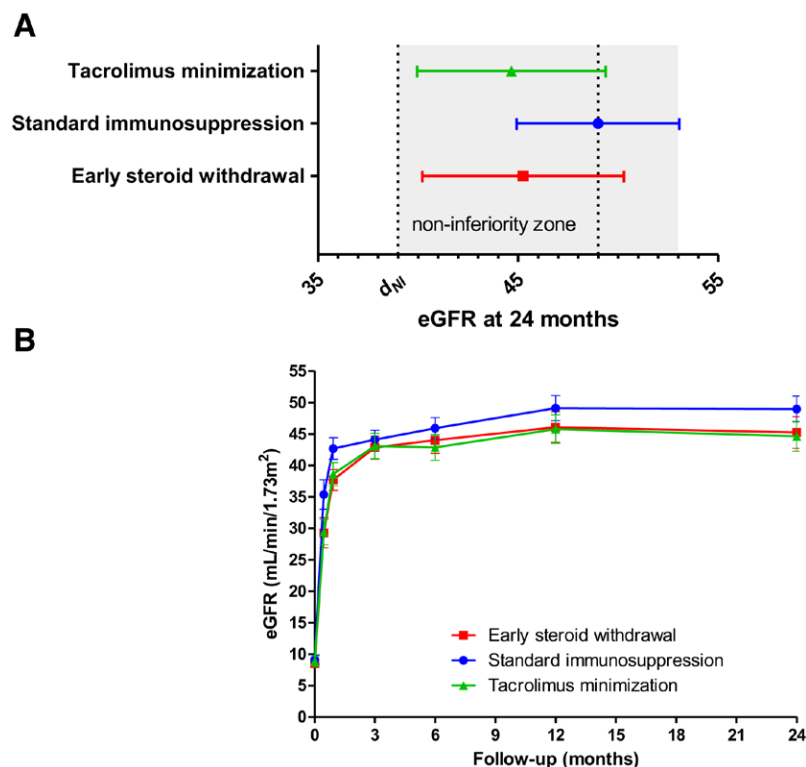 A
Tacrolimus minimization
Standard immunosuppression
Early steroid withdrawal
non-inferiority zone
35 dNI 45 55
eGFR at 24 months
B
eGFR (mL/min/1.73m²)
55
50
45
40
35
30
25
20
15
10
5
0
Early steroid withdrawal
Standard immunosuppression
Tacrolimus minimization
0 3 6 9 12 15 18 21 24
Follow-up (months)